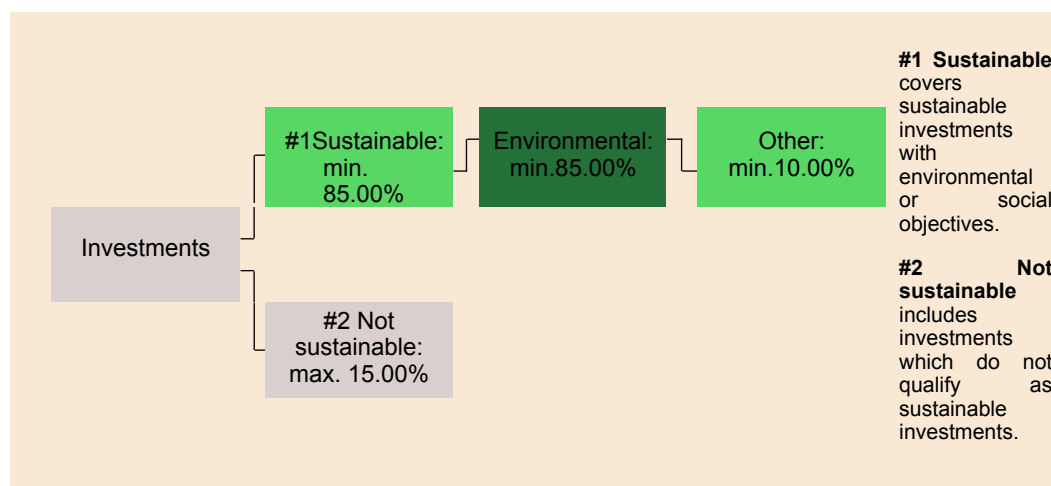 #1Sustainable:
min.
85.00%
Environmental:
min.85.00%
Other:
min.10.00%
Investments
#2 Not
sustainable:
max. 15.00%
#1 Sustainable
covers
sustainable
investments
with
environmental
or social
objectives.
#2 Not
sustainable
includes
investments
which do not
qualify as
sustainable
investments.